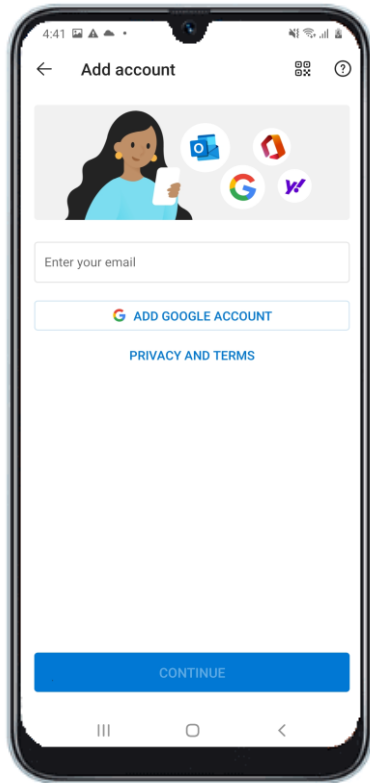 4:41
Add account
Enter your email
ADD GOOGLE ACCOUNT
PRIVACY AND TERMS
CONTINUE